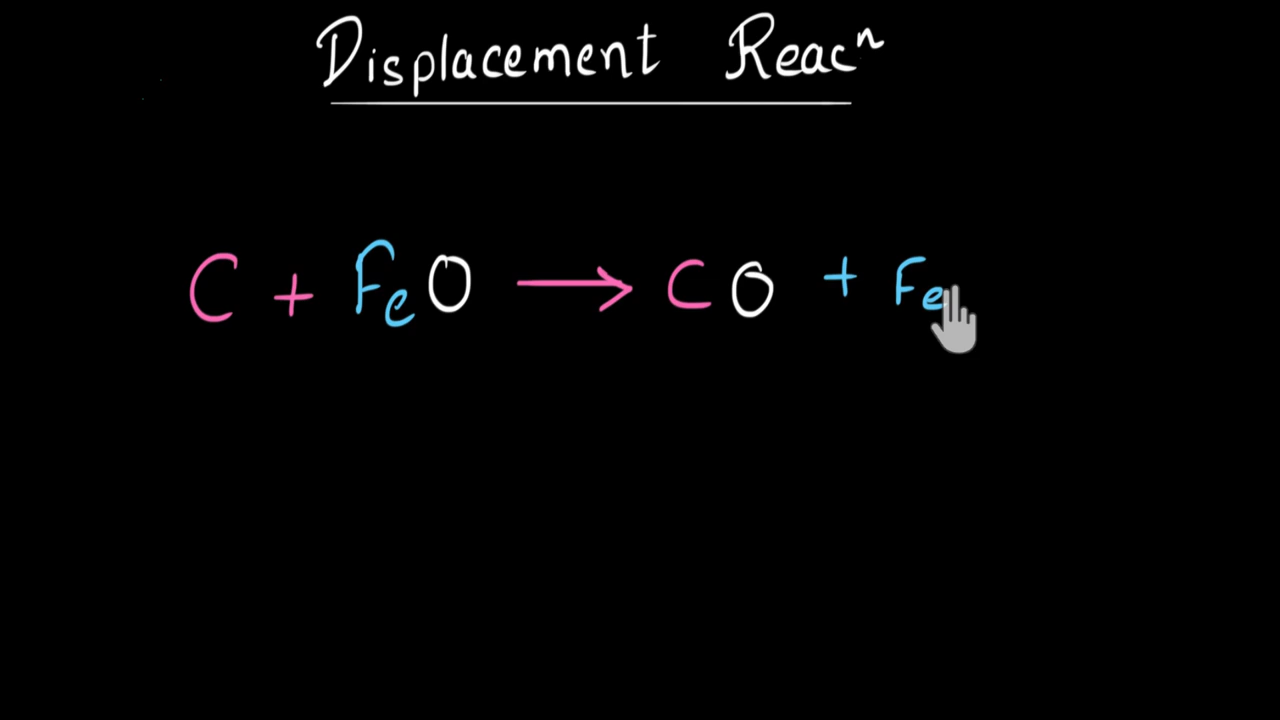 Displacement Reacⁿ
C + FeO → CO + Fe